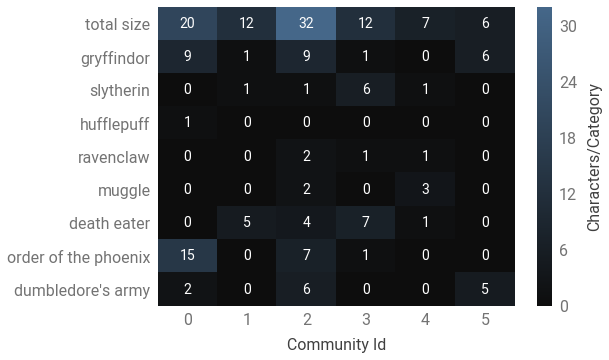 total size 20 12 32 12 7 6
gryffindor 9 1 9 1 0 6
slytherin 0 1 1 6 1 0
hufflepuff 1 0 0 0 0 0
ravenclaw 0 0 2 1 1 0
muggle 0 0 2 0 3 0
death eater 0 5 4 7 1 0
order of the phoenix 15 0 7 1 0 0
dumbledore's army 2 0 6 0 0 5
0 1 2 3 4 5
Community Id
30
24
18
12
6
0
Characters/Category